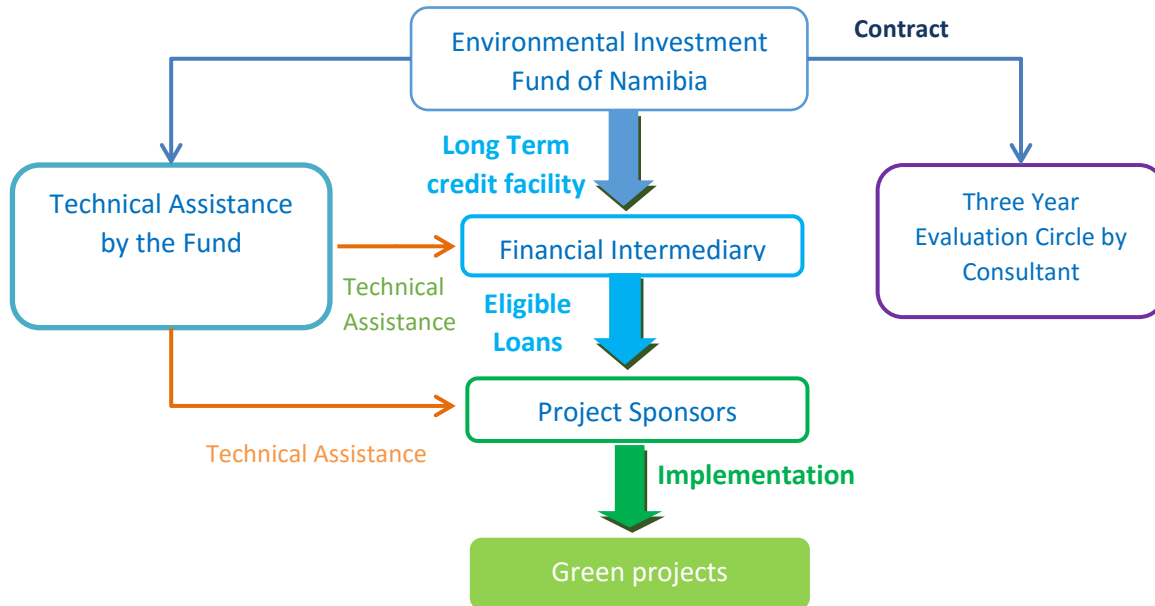 Environmental Investment
Fund of Namibia
Contract
Long Term
credit facility
Technical Assistance
by the Fund
Three Year
Evaluation Circle by
Consultant
Financial Intermediary
Technical
Assistance
Eligible
Loans
Project Sponsors
Technical Assistance
Implementation
Green projects